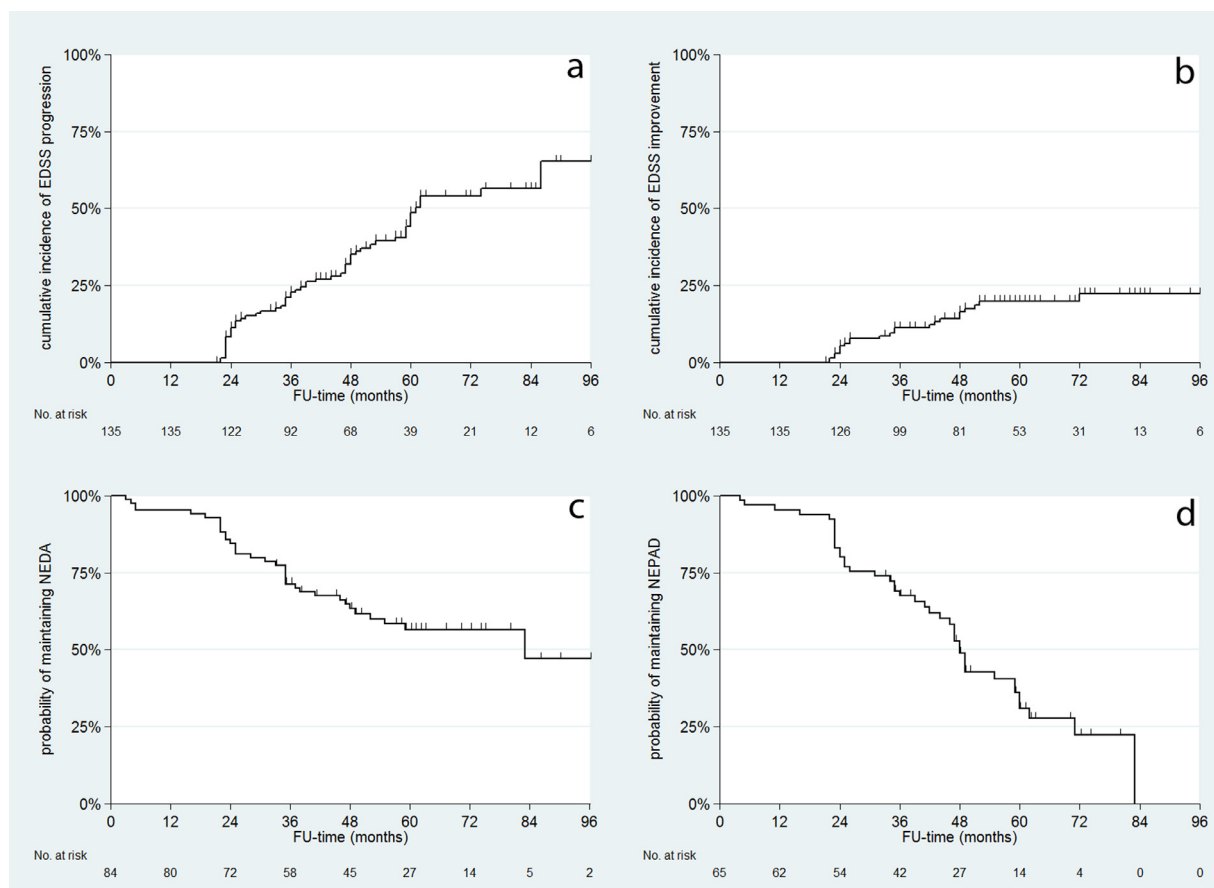 a
cumulative incidence of EDSS progression
100%
75%
50%
25%
0%
0 12 24 36 48 60 72 84 96
FU-time (months)
No. at risk
135 135 122 92 68 39 21 12 6
b
cumulative incidence of EDSS improvement
100%
75%
50%
25%
0%
0 12 24 36 48 60 72 84 96
FU-time (months)
No. at risk
135 135 126 99 81 53 31 13 6
c
probability of maintaining NEDA
100%
75%
50%
25%
0%
0 12 24 36 48 60 72 84 96
FU-time (months)
No. at risk
84 80 72 58 45 27 14 5 2
d
probability of maintaining NEPAD
100%
75%
50%
25%
0%
0 12 24 36 48 60 72 84 96
FU-time (months)
No. at risk
65 62 54 42 27 14 4 0 0